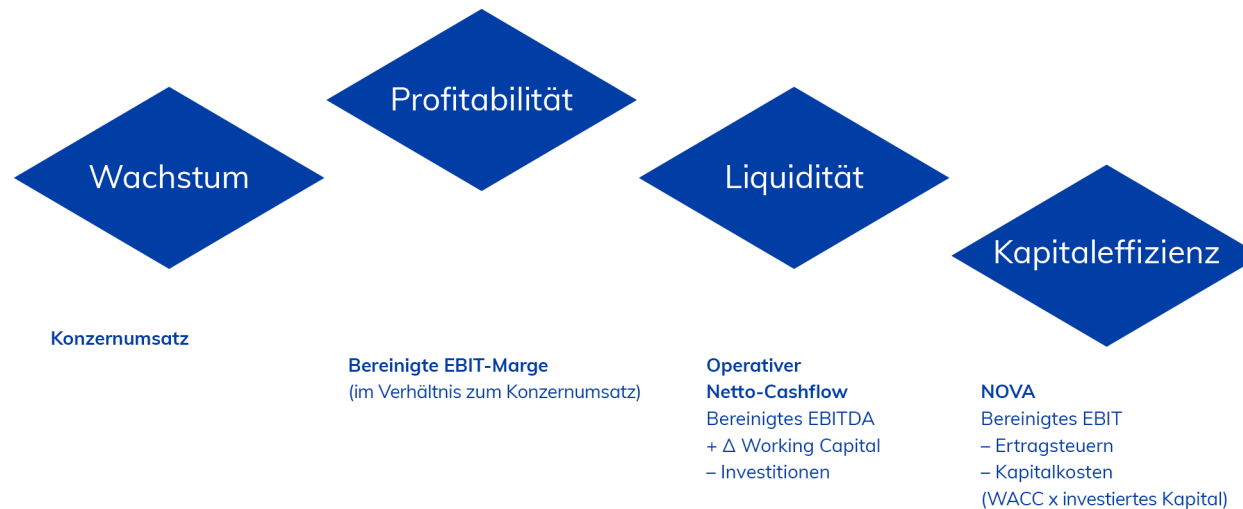 Wachstum
Profitabilität
Liquidität
Kapitaleffizienz
Konzernumsatz
Bereinigte EBIT-Marge
(im Verhältnis zum Konzernumsatz)
Operativer
Netto-Cashflow
Bereinigtes EBITDA
+ Δ Working Capital
– Investitionen
NOVA
Bereinigtes EBIT
– Ertragsteuern
– Kapitalkosten
(WACC x investiertes Kapital)